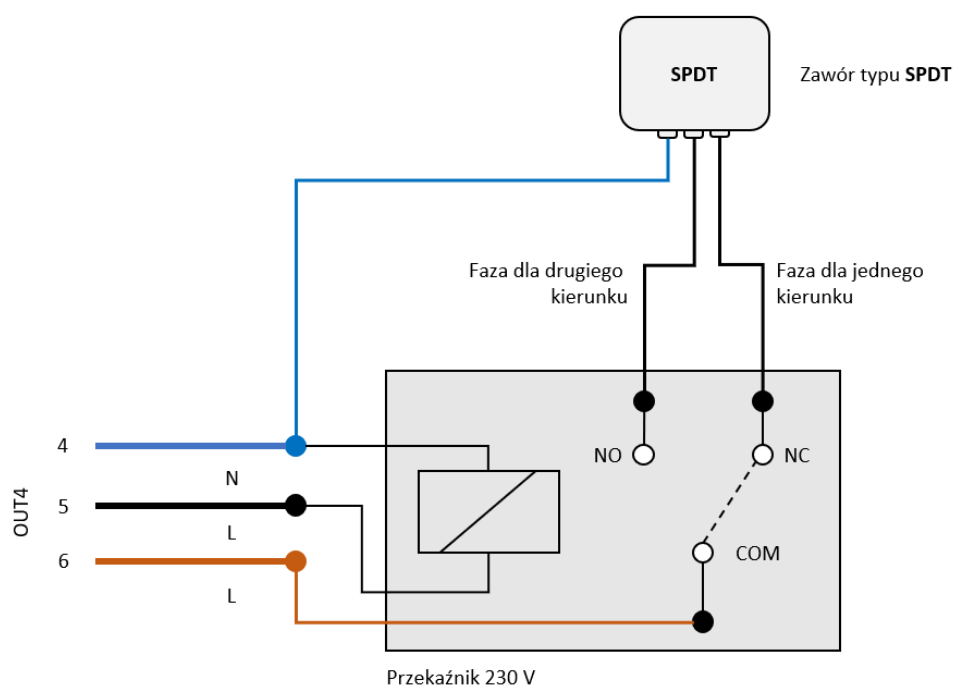 SPDT
Zawór typu SPDT
Faza dla drugiego
kierunku
Faza dla jednego
kierunku
NO
NC
COM
OUT4
4
N
5
L
6
L
Przekaźnik 230 V